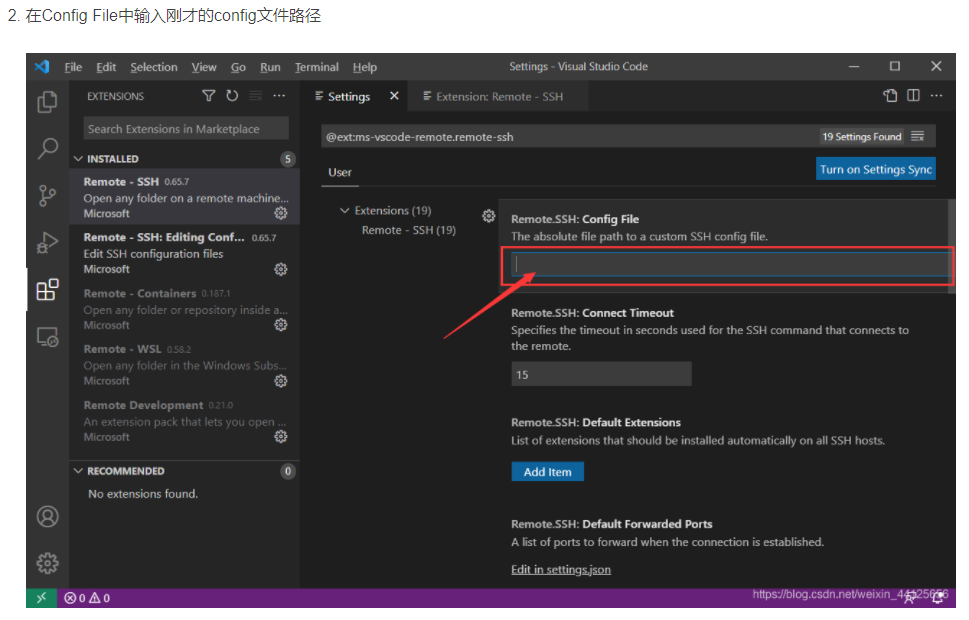 2. 在Config File中输入刚才的config文件路径
File Edit Selection View Go Run Terminal Help
Settings - Visual Studio Code
EXTENSIONS
Settings
Extension: Remote - SSH
Search Extensions in Marketplace
@ext:ms-vscode-remote.remote-ssh
19 Settings Found
INSTALLED 5
User
Turn on Settings Sync
Remote - SSH 0.65.7
Open any folder on a remote machine...
Microsoft
Remote - SSH: Editing Conf... 0.65.7
Edit SSH configuration files
Microsoft
Remote - Containers 0.187.1
Open any folder or repository inside a...
Microsoft
Remote - WSL 0.58.2
Open any folder in the Windows Subs...
Microsoft
Remote Development 0.21.0
An extension pack that lets you open ...
Microsoft
RECOMMENDED 0
No extensions found.
Extensions (19)
Remote - SSH (19)
Remote.SSH: Config File
The absolute file path to a custom SSH config file.
Remote.SSH: Connect Timeout
Specifies the timeout in seconds used for the SSH command that connects to
the remote.
15
Remote.SSH: Default Extensions
List of extensions that should be installed automatically on all SSH hosts.
Add Item
Remote.SSH: Default Forwarded Ports
A list of ports to forward when the connection is established.
Edit in settings.json
0 0